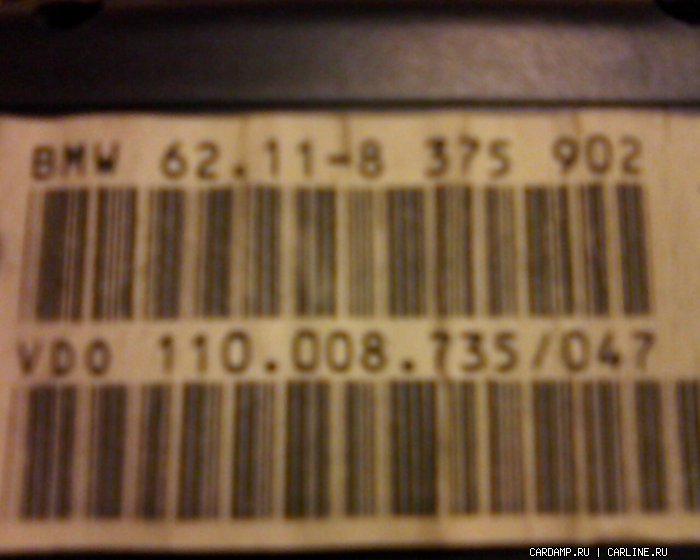 BMW 62.11-8 375 902
VDO 110.008.735/047
CARDAMP.RU | CARLINE.RU